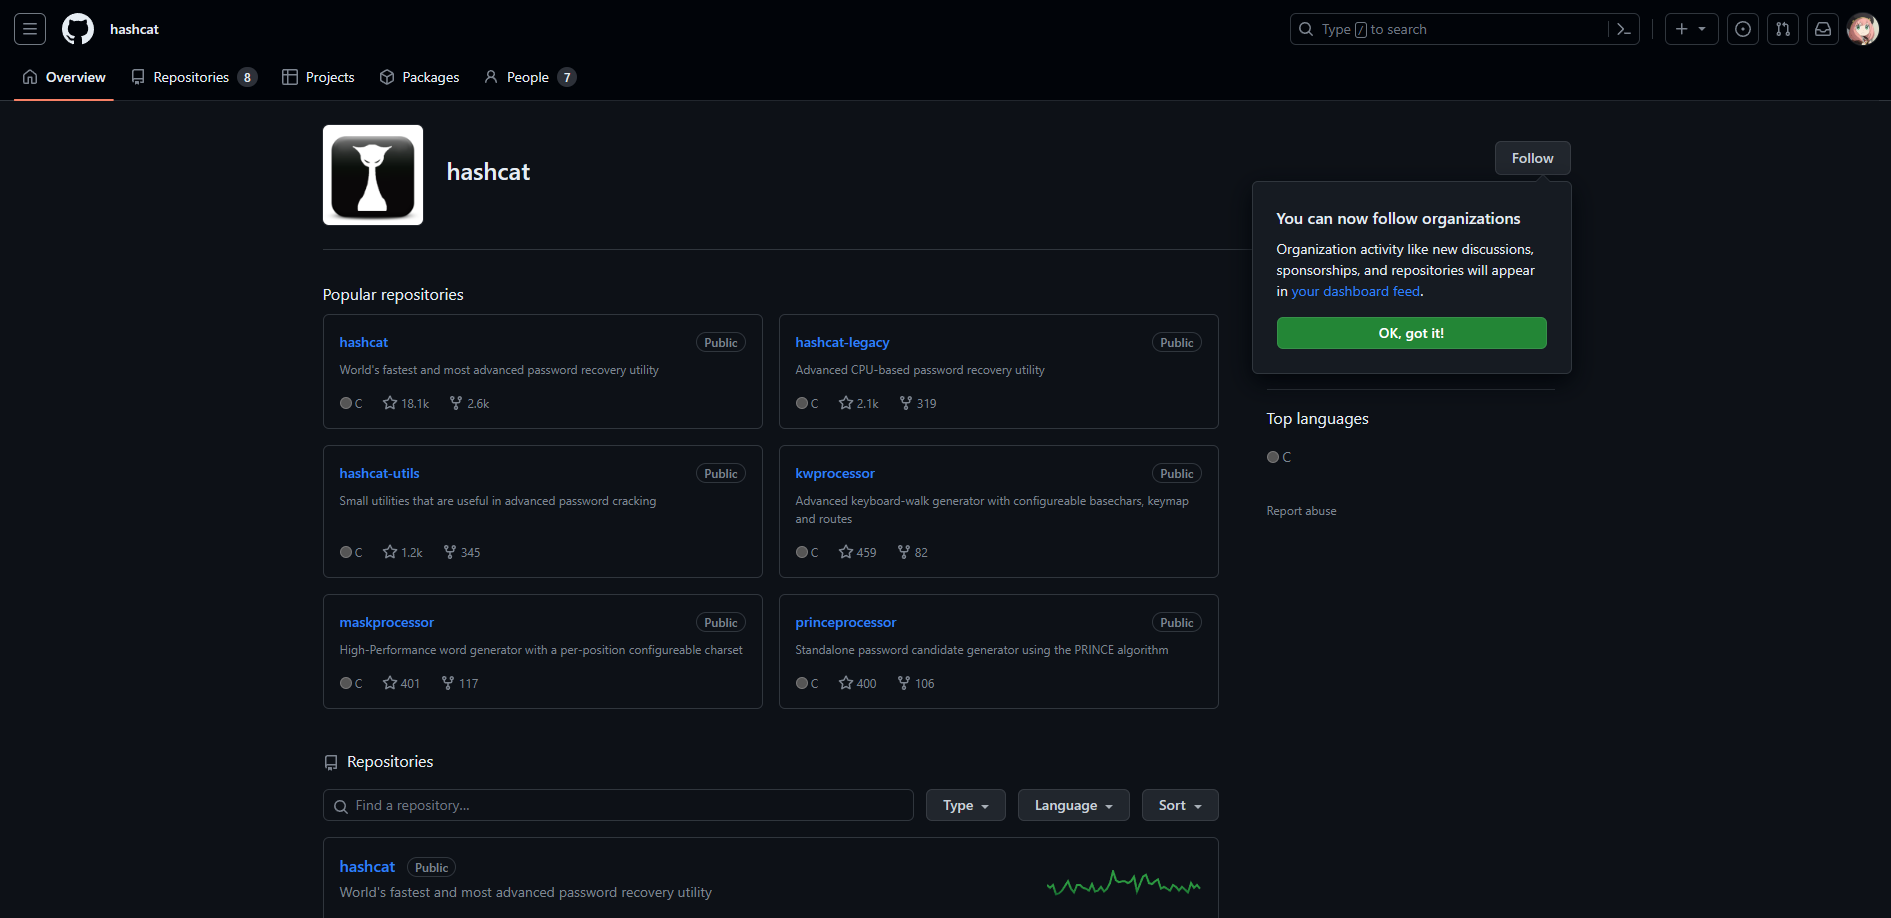 hashcat
Type / to search
Overview
Repositories 8
Projects
Packages
People 7
hashcat
Follow
You can now follow organizations
Organization activity like new discussions,
sponsorships, and repositories will appear
in your dashboard feed.
OK, got it!
Popular repositories
hashcat Public
World's fastest and most advanced password recovery utility
C 18.1k 2.6k
hashcat-legacy Public
Advanced CPU-based password recovery utility
C 2.1k 319
hashcat-utils Public
Small utilities that are useful in advanced password cracking
C 1.2k 345
kwprocessor Public
Advanced keyboard-walk generator with configureable basechars, keymap
and routes
C 459 82
maskprocessor Public
High-Performance word generator with a per-position configureable charset
C 401 117
princeprocessor Public
Standalone password candidate generator using the PRINCE algorithm
C 400 106
Top languages
C
Report abuse
Repositories
Find a repository...
Type
Language
Sort
hashcat Public
World's fastest and most advanced password recovery utility